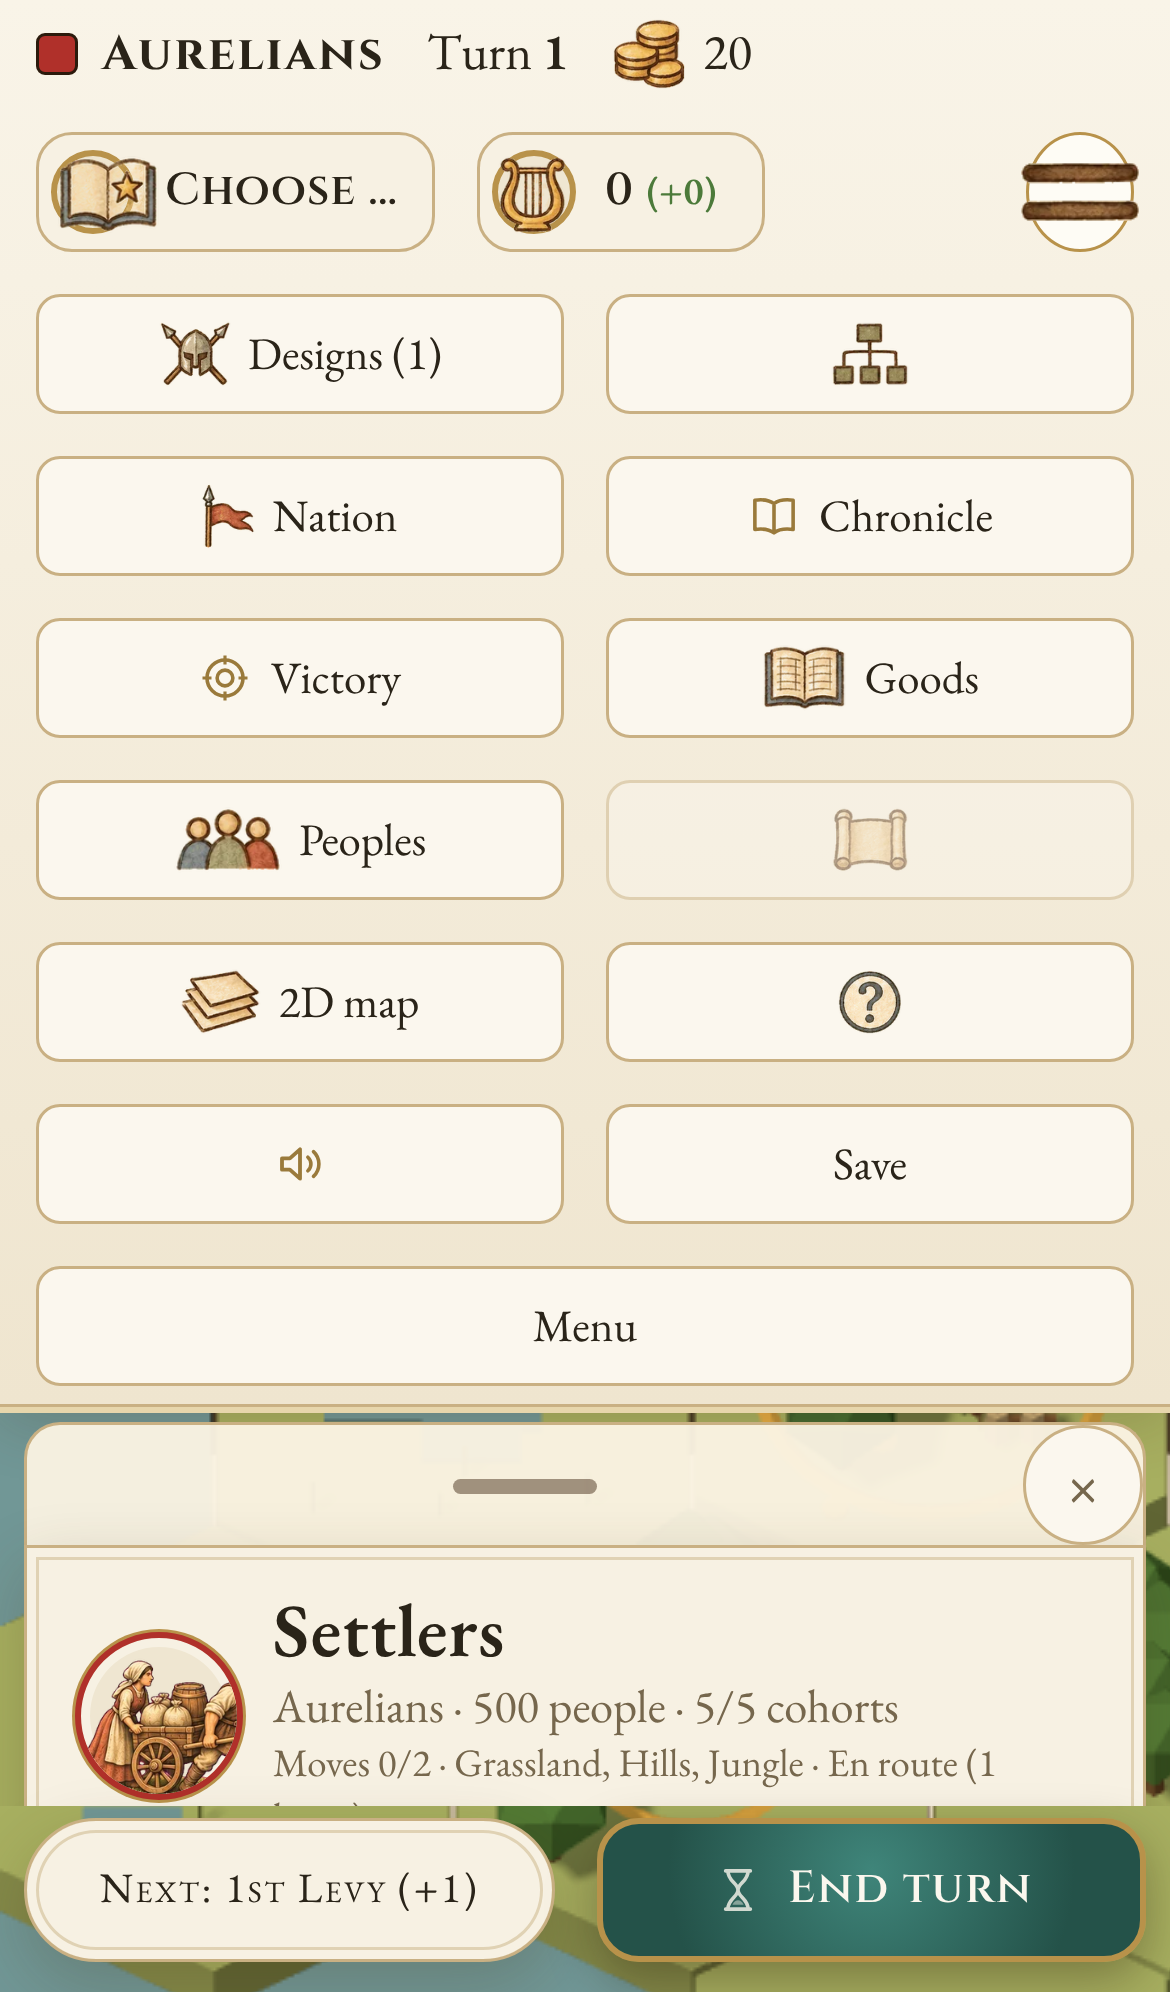 AURELIANS Turn 1 20
CHOOSE ... 0 (+0)
Designs (1)
Nation Chronicle
Victory Goods
Peoples
2D map ?
Save
Menu
×
Settlers
Aurelians · 500 people · 5/5 cohorts
Moves 0/2 · Grassland, Hills, Jungle · En route (1
NEXT: 1ST LEVY (+1) END TURN